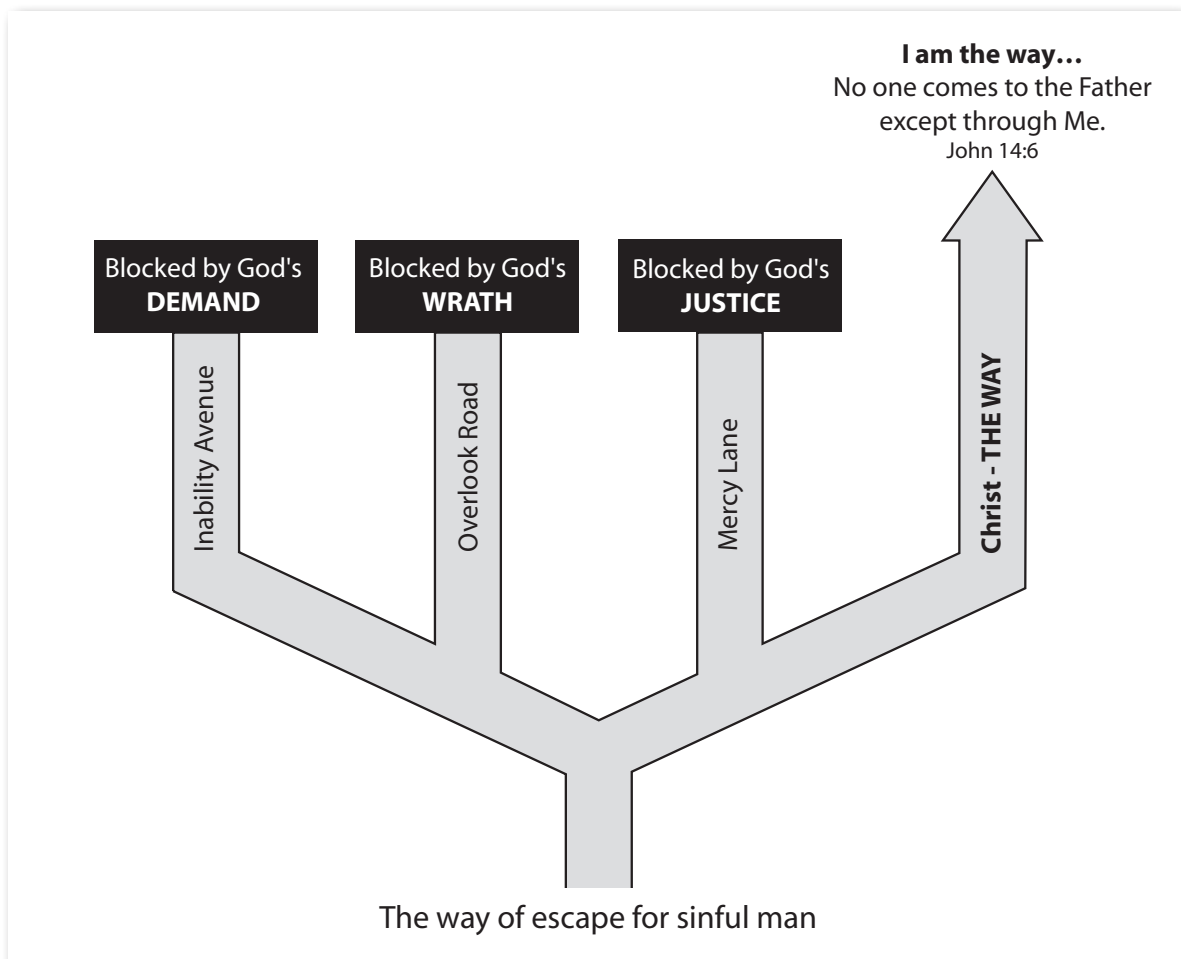 I am the way...
No one comes to the Father
except through Me.
John 14:6
Blocked by God's
DEMAND
Blocked by God's
WRATH
Blocked by God's
JUSTICE
Inability Avenue
Overlook Road
Mercy Lane
Christ - THE WAY
The way of escape for sinful man